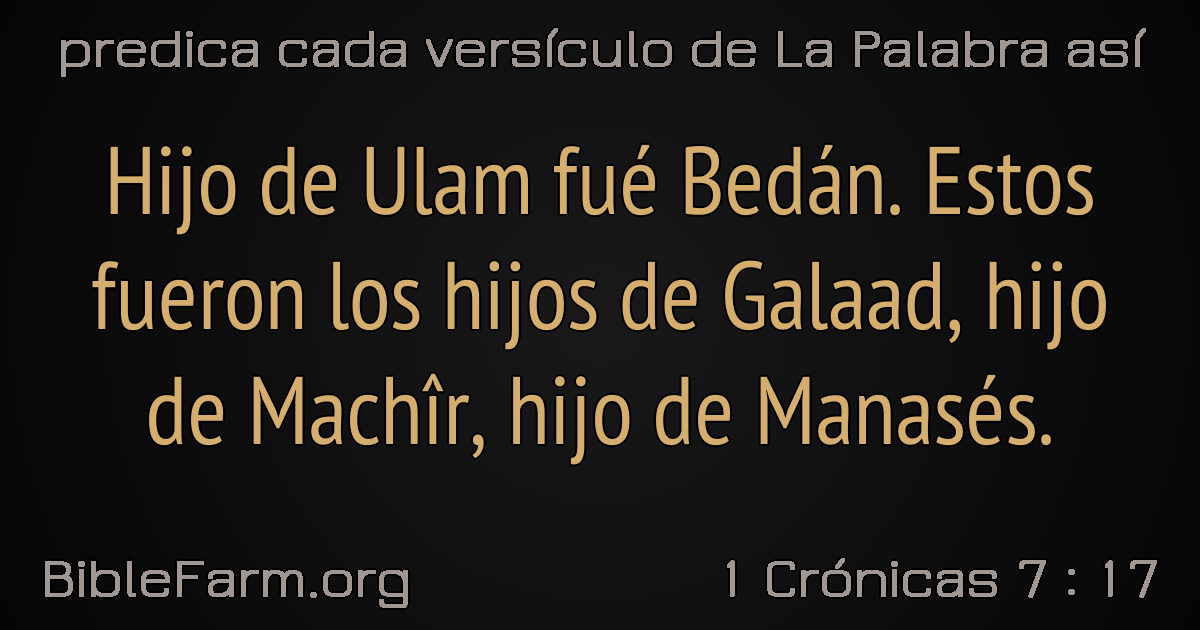 predica cada versículo de La Palabra así
Hijo de Ulam fué Bedán. Estos
fueron los hijos de Galaad, hijo
de Machîr, hijo de Manasés.
BibleFarm.org
1 Crónicas 7 : 17